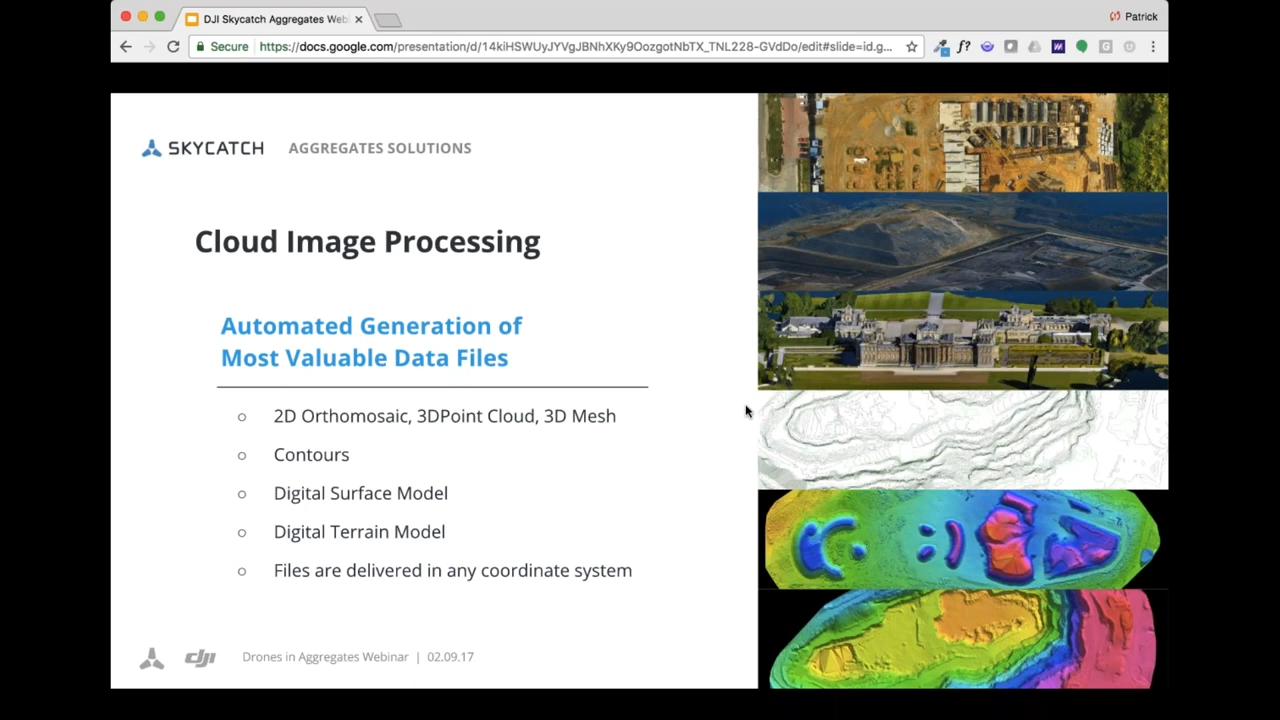 DJI Skycatch Aggregates Web
Patrick
Secure
https://docs.google.com/presentation/d/14kiHSWUyJYVgJBNhXKy9OozgotNbTX_TNL228-GVdDo/edit#slide=id.g...
SKYCATCH AGGREGATES SOLUTIONS
Cloud Image Processing
Automated Generation of
Most Valuable Data Files
2D Orthomosaic, 3DPoint Cloud, 3D Mesh
Contours
Digital Surface Model
Digital Terrain Model
Files are delivered in any coordinate system
dji Drones in Aggregates Webinar | 02.09.17